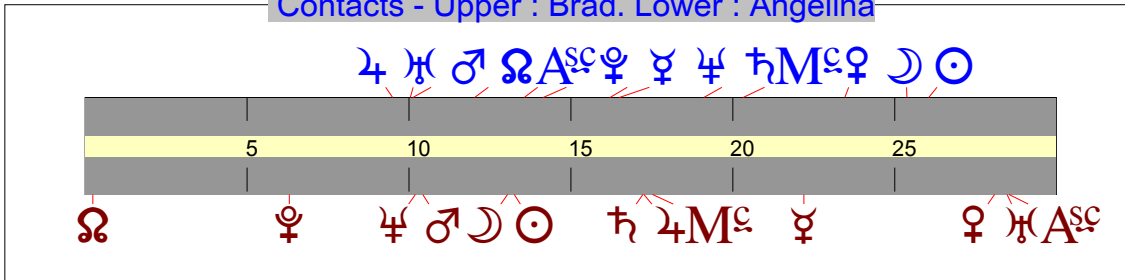 Contacts - Upper : Brad. Lower : Angelina
♃ ♅ ♂ ☊ Asc ♇ ☿ ♆ ♄ Mc ♀ ☽ ☉
5 10 15 20 25
☊ ♇ ♆ ♂ ☽ ☉ ♄ ♃ Mc ☿ ♀ ♅ Asc